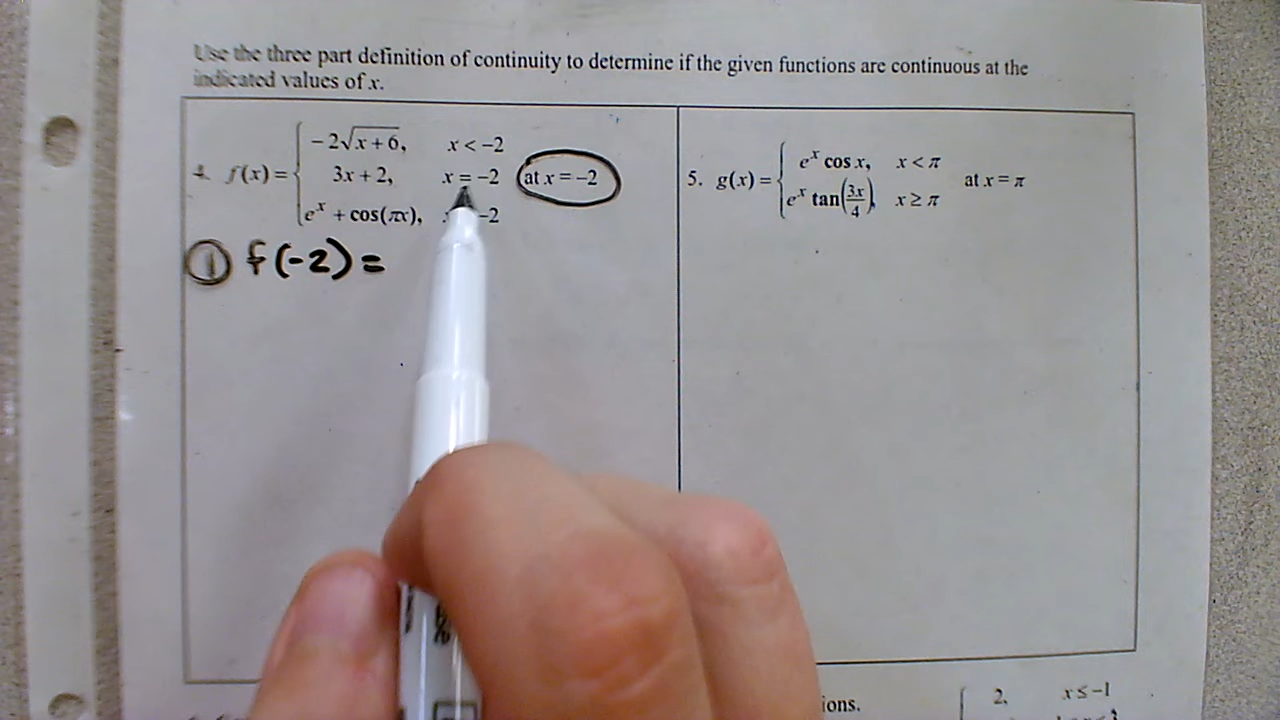 Use the three part definition of continuity to determine if the given functions are continuous at the
indicated values of x.
4. f(x) = { -2√(x+6), x < -2
3x + 2, x = -2 at x = -2
e^x + cos(πx), -2
① f(-2) =
5. g(x) = { e^x cos x, x < π
e^x tan(3x/4), x ≥ π at x = π
ions.
2, x ≤ -1